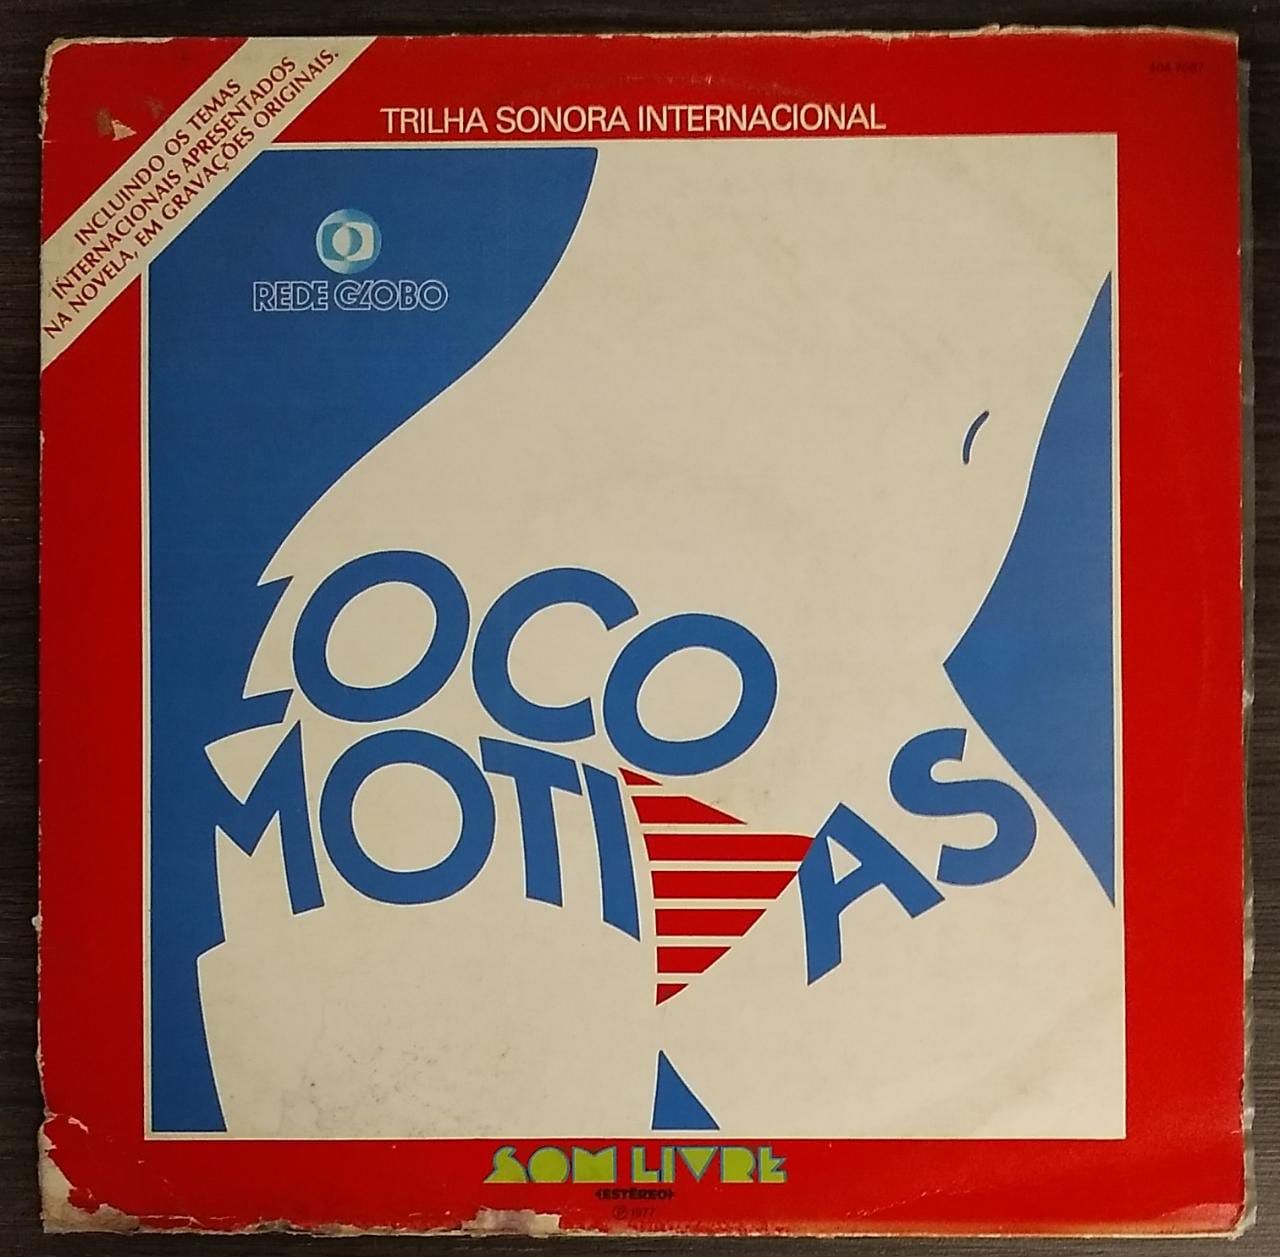 INCLUINDO OS TEMAS
INTERNACIONAIS APRESENTADOS
NA NOVELA, EM GRAVAÇÕES ORIGINAIS.
TRILHA SONORA INTERNACIONAL
REDE GLOBO
LOCO
MOTIVAS
SOM LIVRE
(ESTÉREO)
℗ 1977